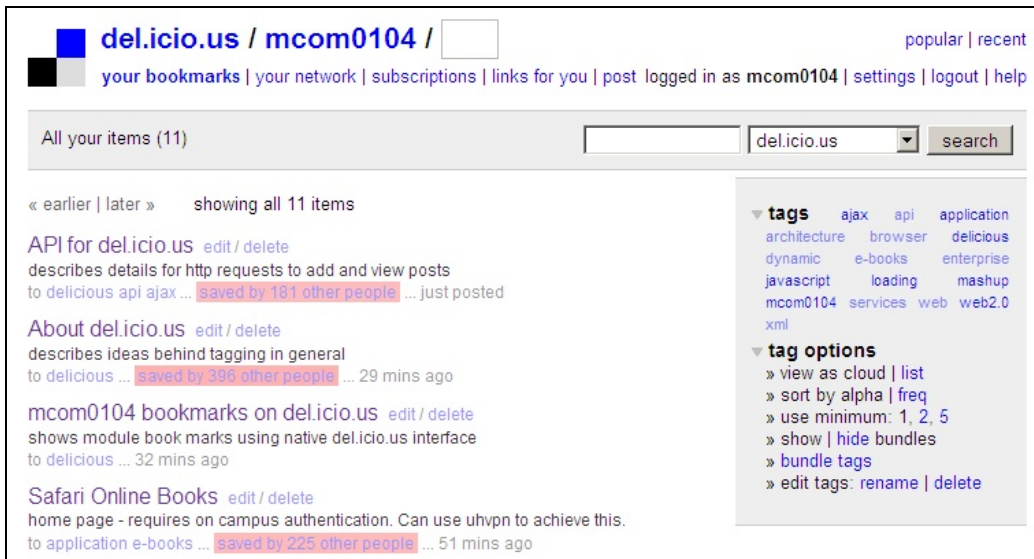 del.icio.us / mcom0104 /
popular | recent
your bookmarks | your network | subscriptions | links for you | post logged in as mcom0104 | settings | logout | help
All your items (11)
del.icio.us
search
« earlier | later » showing all 11 items
API for del.icio.us edit / delete
describes details for http requests to add and view posts
to delicious api ajax ... saved by 181 other people ... just posted
About del.icio.us edit / delete
describes ideas behind tagging in general
to delicious ... saved by 396 other people ... 29 mins ago
mcom0104 bookmarks on del.icio.us edit / delete
shows module book marks using native del.icio.us interface
to delicious ... 32 mins ago
Safari Online Books edit / delete
home page - requires on campus authentication. Can use uhvpn to achieve this.
to application e-books ... saved by 225 other people ... 51 mins ago
tags ajax api application
architecture browser delicious
dynamic e-books enterprise
javascript loading mashup
mcom0104 services web web2.0
xml
tag options
» view as cloud | list
» sort by alpha | freq
» use minimum: 1, 2, 5
» show | hide bundles
» bundle tags
» edit tags: rename | delete